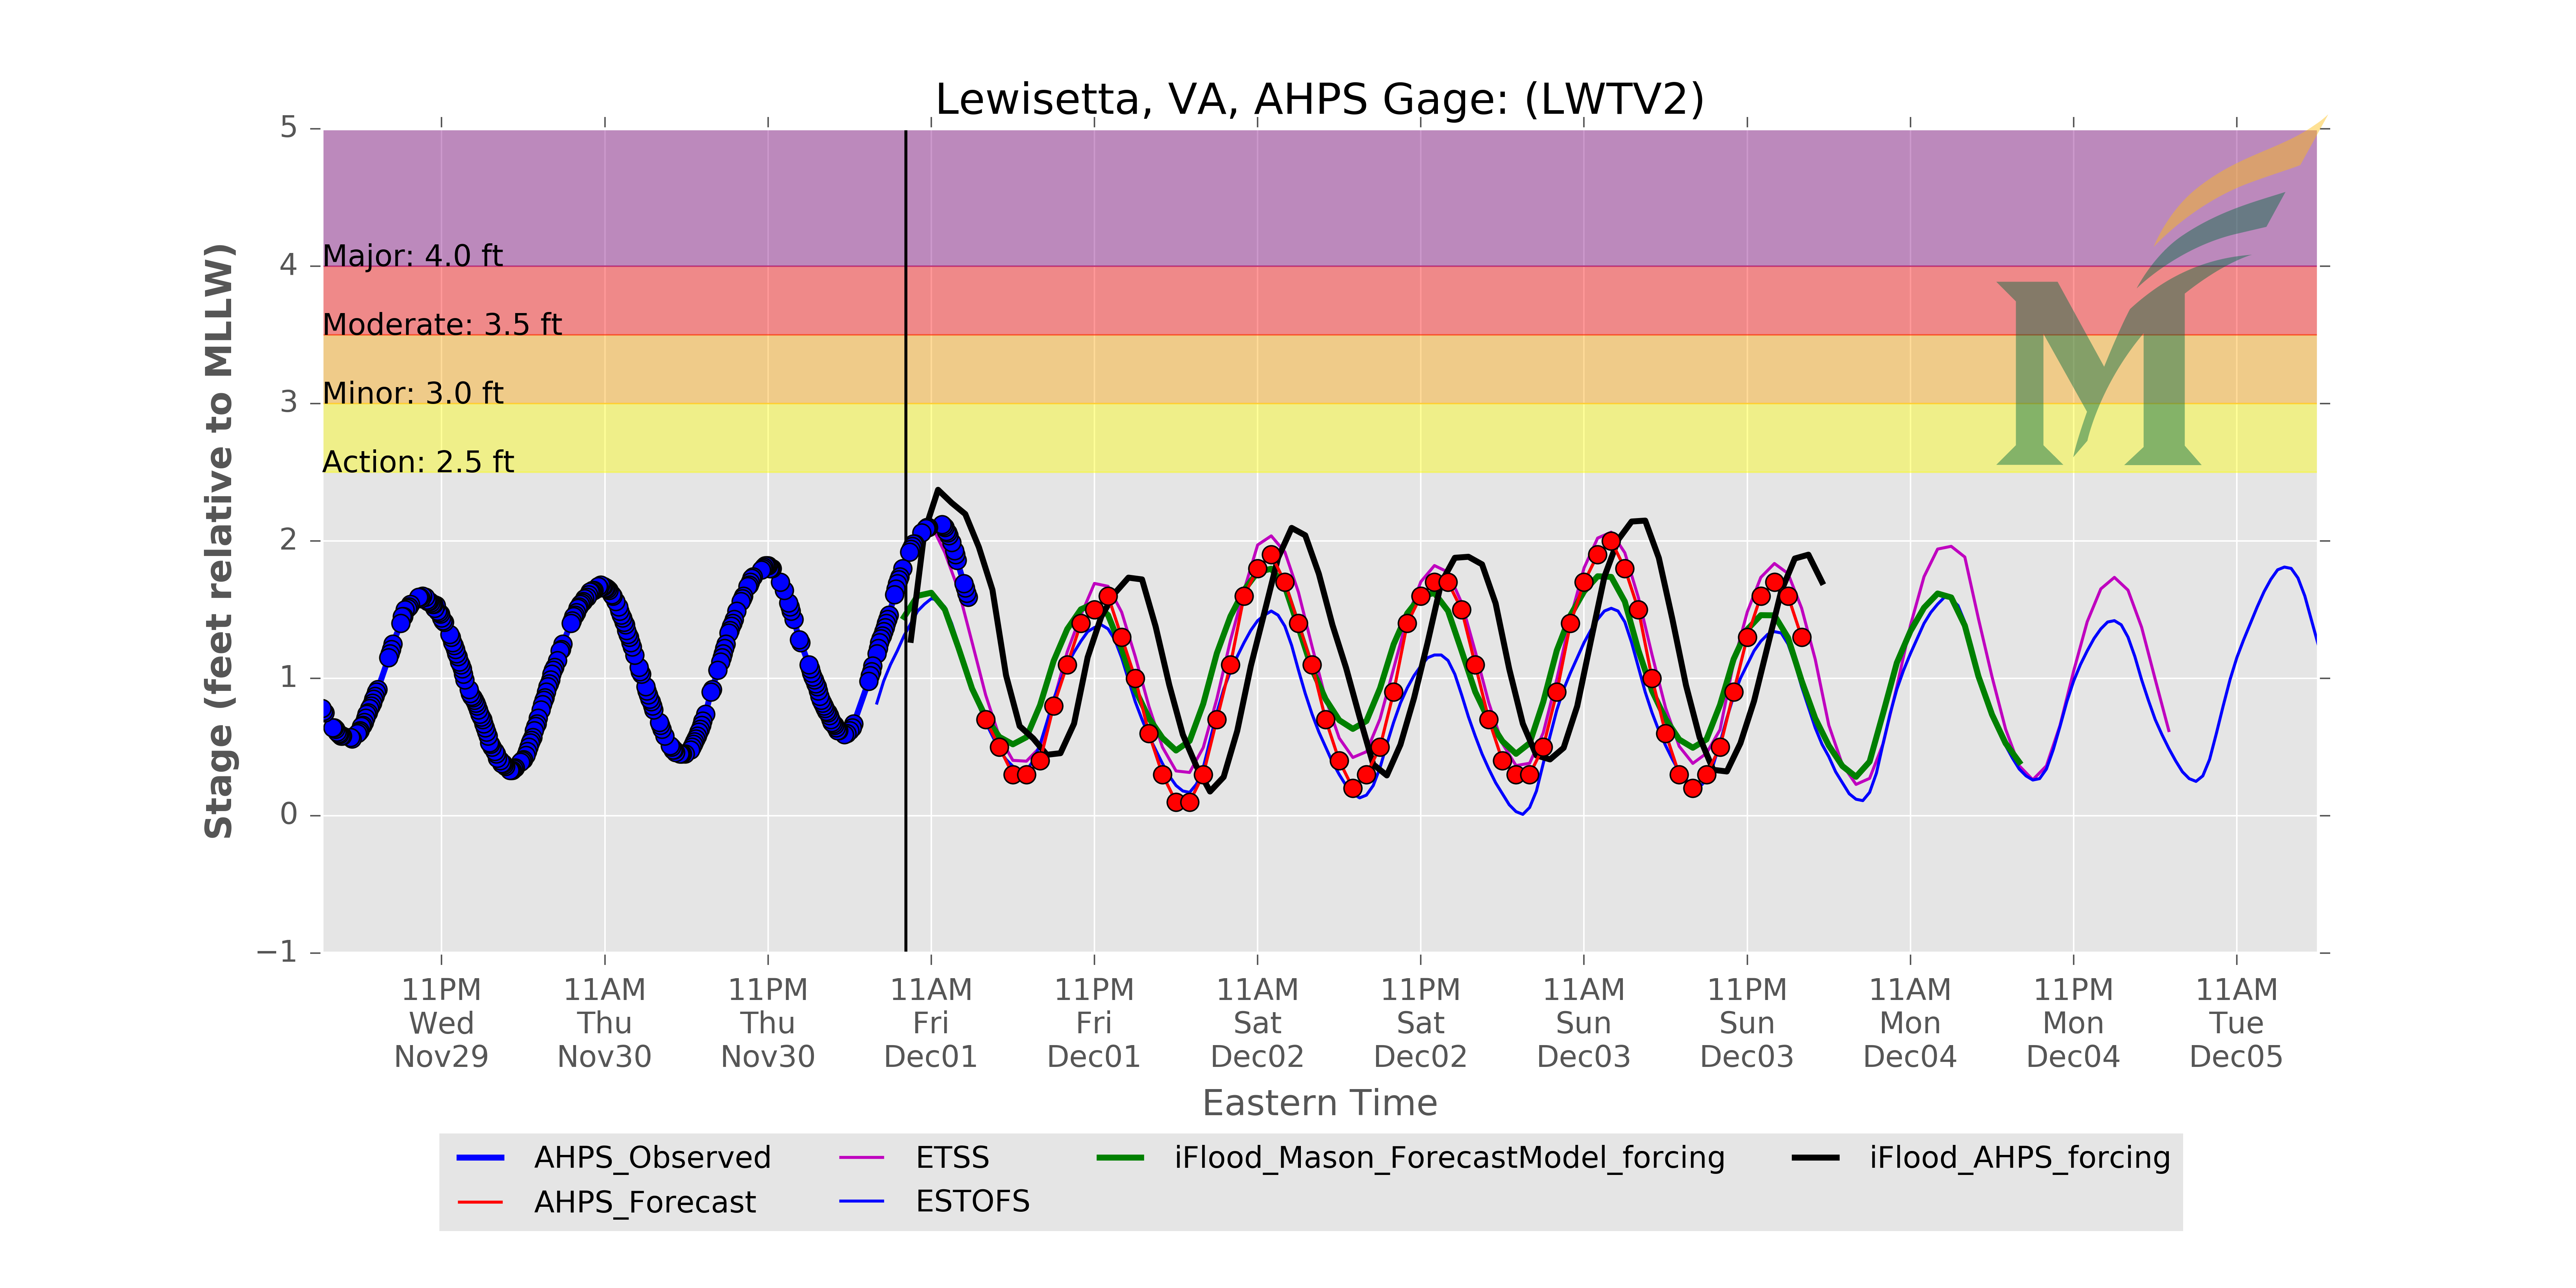 Lewisetta, VA, AHPS Gage: (LWTV2)
5
Major: 4.0 ft
4
Moderate: 3.5 ft
Minor: 3.0 ft
3
Action: 2.5 ft
2
1
0
−1
Stage (feet relative to MLLW)
11PM 11AM 11PM 11AM 11PM 11AM 11PM 11AM 11PM 11AM 11PM 11AM
Wed Thu Thu Fri Fri Sat Sat Sun Sun Mon Mon Tue
Nov29 Nov30 Nov30 Dec01 Dec01 Dec02 Dec02 Dec03 Dec03 Dec04 Dec04 Dec05
Eastern Time
AHPS_Observed ETSS iFlood_Mason_ForecastModel_forcing iFlood_AHPS_forcing
AHPS_Forecast ESTOFS